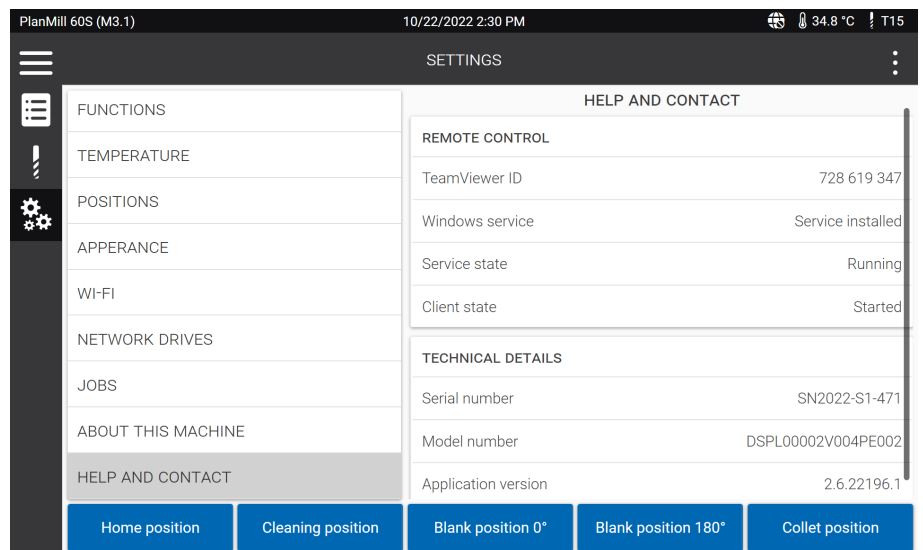 PlanMill 60S (M3.1) 10/22/2022 2:30 PM 34.8 °C T15
SETTINGS
FUNCTIONS
TEMPERATURE
POSITIONS
APPERANCE
WI-FI
NETWORK DRIVES
JOBS
ABOUT THIS MACHINE
HELP AND CONTACT
HELP AND CONTACT
REMOTE CONTROL
TeamViewer ID 728 619 347
Windows service Service installed
Service state Running
Client state Started
TECHNICAL DETAILS
Serial number SN2022-S1-471
Model number DSPL00002V004PE002
Application version 2.6.22196.1
Home position Cleaning position Blank position 0° Blank position 180° Collet position